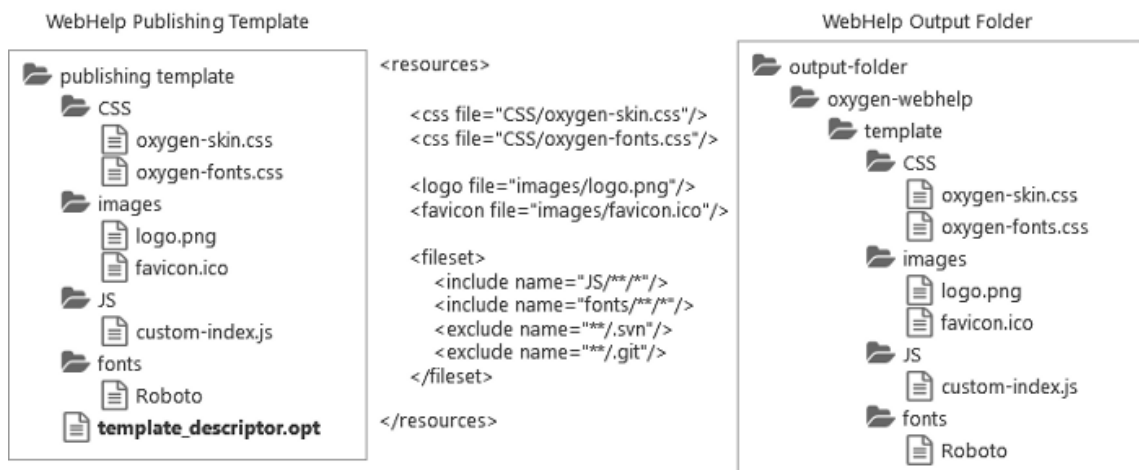 WebHelp Publishing Template
publishing template
CSS
oxygen-skin.css
oxygen-fonts.css
images
logo.png
favicon.ico
JS
custom-index.js
fonts
Roboto
template_descriptor.opt
<resources>
<css file="CSS/oxygen-skin.css"/>
<css file="CSS/oxygen-fonts.css"/>
<logo file="images/logo.png"/>
<favicon file="images/favicon.ico"/>
<fileset>
<include name="JS/**/*"/>
<include name="fonts/**/*"/>
<exclude name="**/.svn"/>
<exclude name="**/.git"/>
</fileset>
</resources>
WebHelp Output Folder
output-folder
oxygen-webhelp
template
CSS
oxygen-skin.css
oxygen-fonts.css
images
logo.png
favicon.ico
JS
custom-index.js
fonts
Roboto